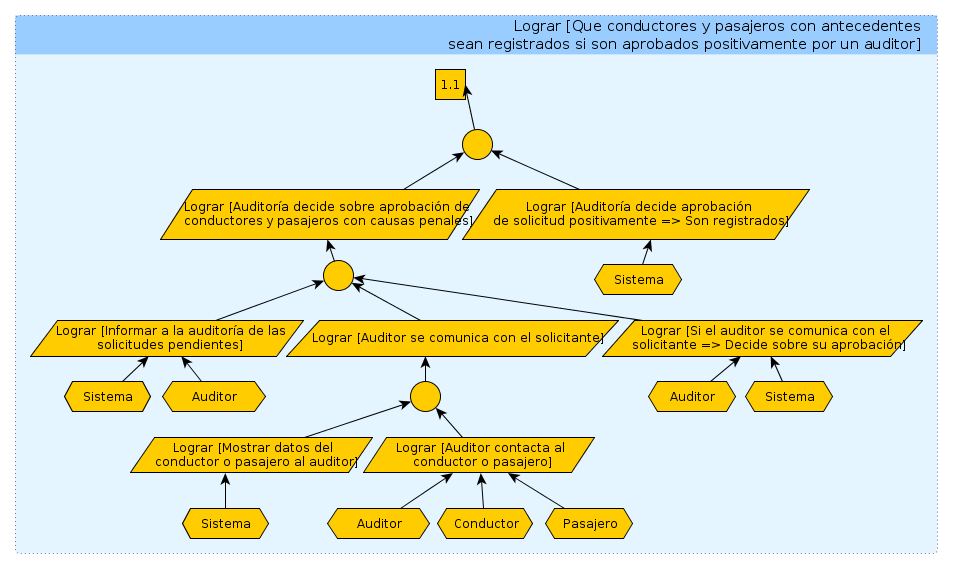 Lograr [Que conductores y pasajeros con antecedentes
sean registrados si son aprobados positivamente por un auditor]
1.1
Lograr [Auditoría decide sobre aprobación de
conductores y pasajeros con causas penales]
Lograr [Auditoría decide aprobación
de solicitud positivamente => Son registrados]
Sistema
Lograr [Informar a la auditoría de las
solicitudes pendientes]
Lograr [Auditor se comunica con el solicitante]
Lograr [Si el auditor se comunica con el
solicitante => Decide sobre su aprobación]
Sistema
Auditor
Auditor
Sistema
Lograr [Mostrar datos del
conductor o pasajero al auditor]
Lograr [Auditor contacta al
conductor o pasajero]
Sistema
Auditor
Conductor
Pasajero